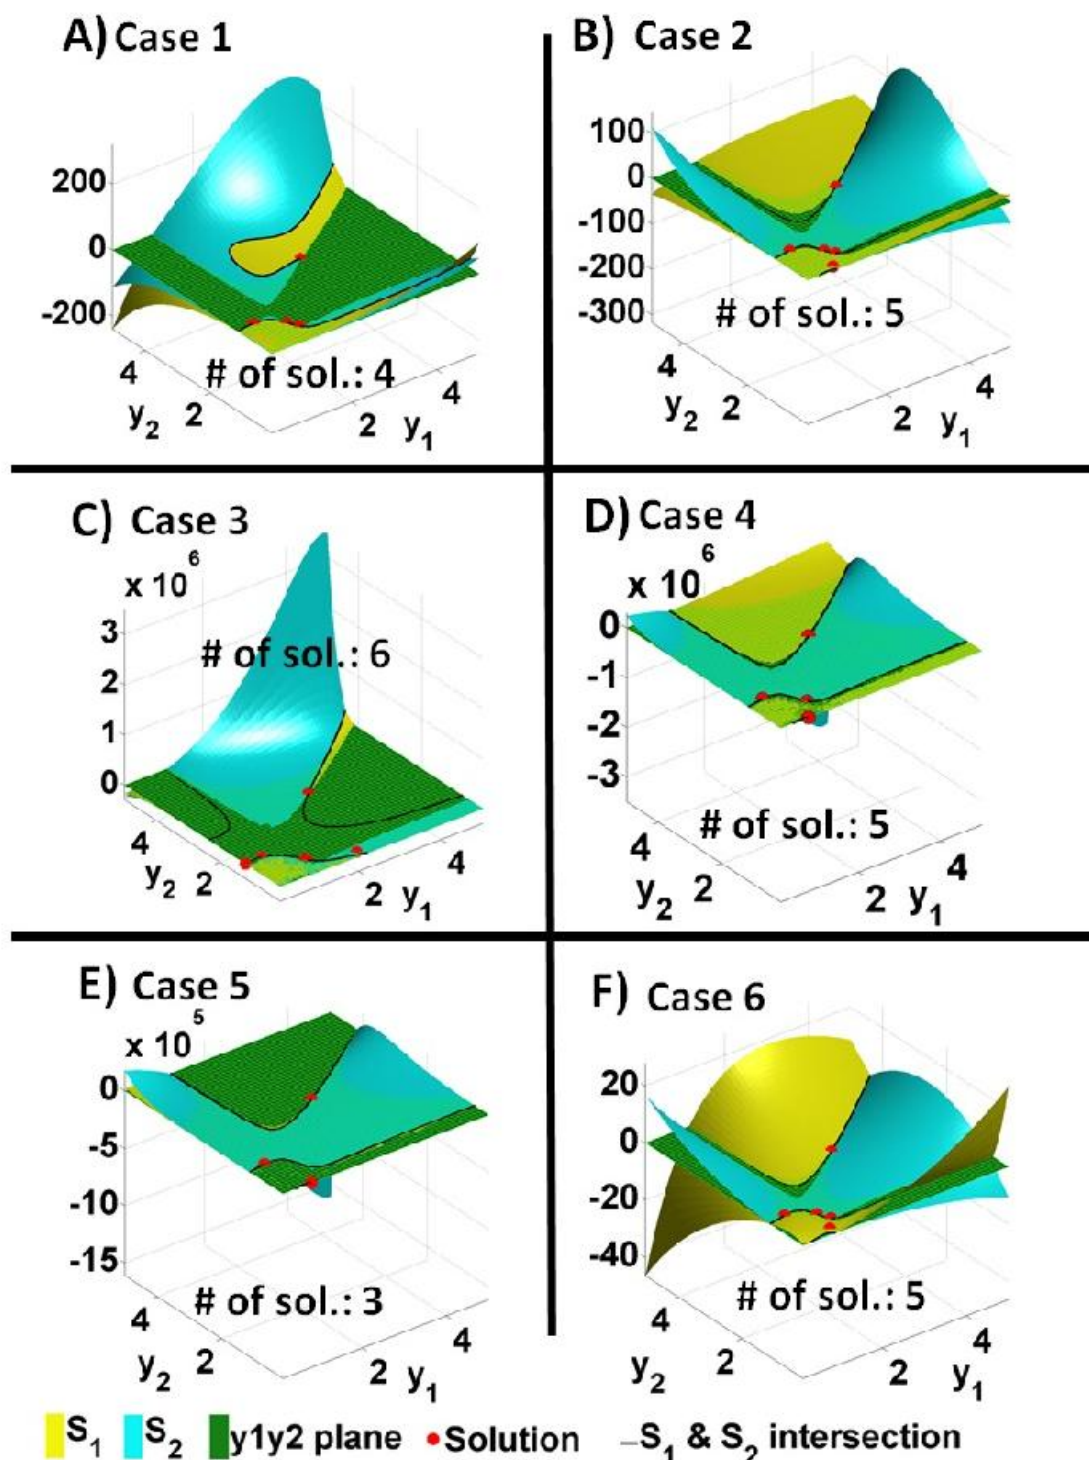 A) Case 1
200
0
-200
4
2
y2
2
4
y1
# of sol.: 4
B) Case 2
100
0
-100
-200
-300
# of sol.: 5
4
2
y2
2
4
y1
C) Case 3
x 10^6
# of sol.: 6
3
2
1
0
4
2
y2
2
4
y1
D) Case 4
x 10^6
0
-1
-2
-3
# of sol.: 5
4
2
y2
2
4
y1
E) Case 5
x 10^5
0
-5
-10
-15
# of sol.: 3
4
2
y2
2
4
y1
F) Case 6
20
0
-20
-40
# of sol.: 5
4
2
y2
2
4
y1
S1 S2 y1y2 plane Solution S1 & S2 intersection